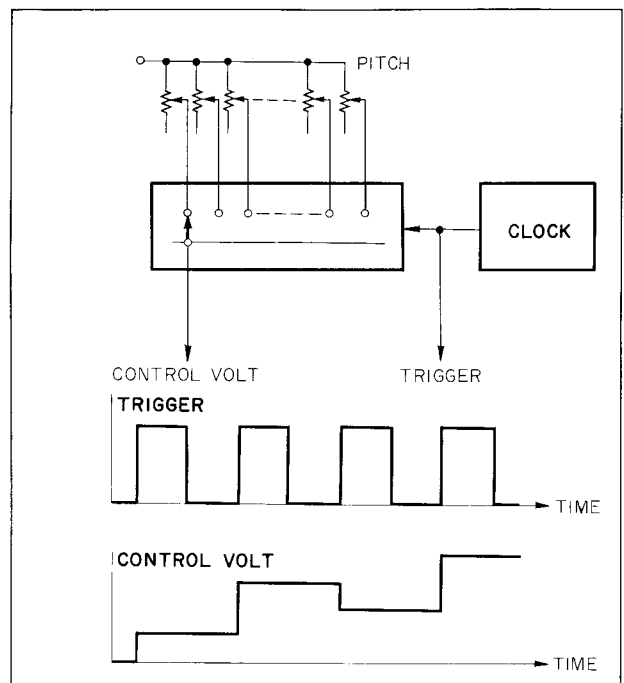 PITCH
CLOCK
CONTROL VOLT
TRIGGER
TRIGGER
TIME
CONTROL VOLT
TIME